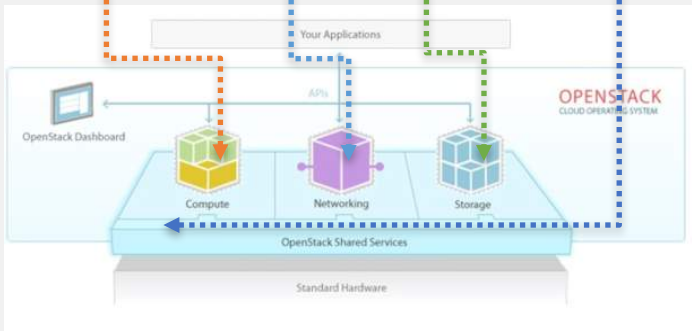 Your Applications
APIs
OPENSTACK
CLOUD OPERATING SYSTEM
OpenStack Dashboard
Compute
Networking
Storage
OpenStack Shared Services
Standard Hardware